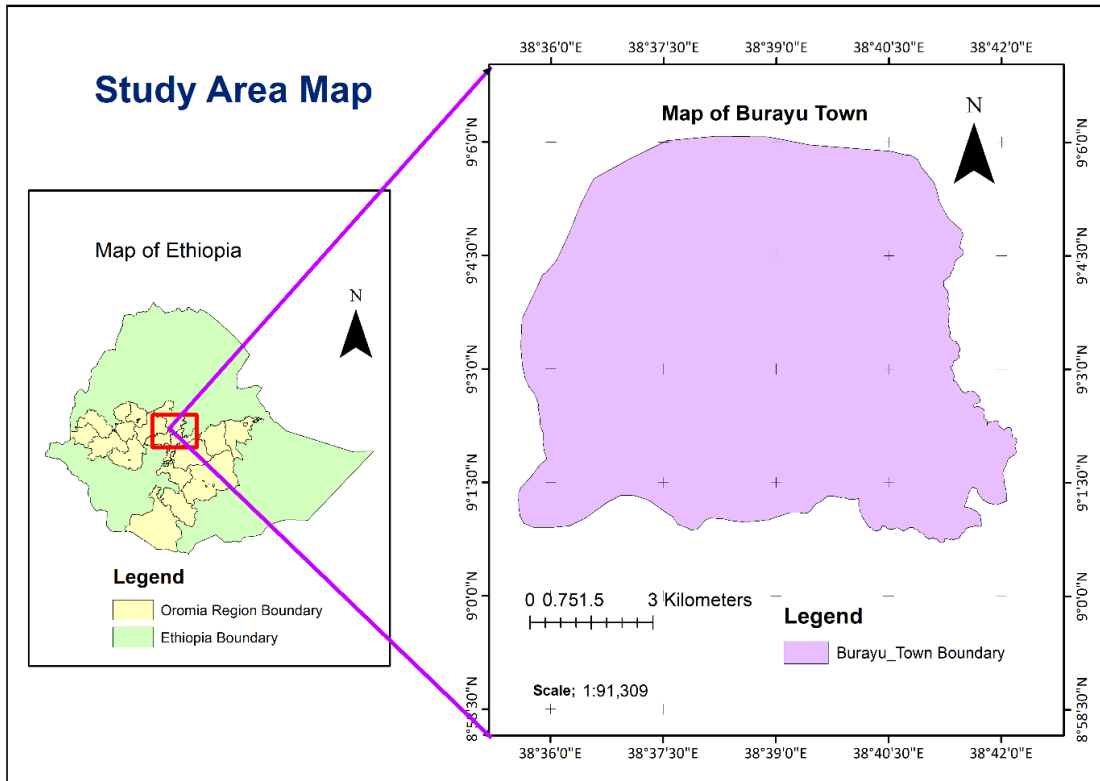 Study Area Map
Map of Ethiopia
N
Legend
Oromia Region Boundary
Ethiopia Boundary
38°36'0"E 38°37'30"E 38°39'0"E 38°40'30"E 38°42'0"E
Map of Burayu Town
N
9°6'0"N 9°6'0"N
9°4'30"N 9°4'30"N
9°3'0"N 9°3'0"N
9°1'30"N 9°1'30"N
9°0'0"N 9°0'0"N
8°58'30"N 8°58'30"N
0 0.751.5 3 Kilometers
Legend
Burayu_Town Boundary
Scale; 1:91,309
38°36'0"E 38°37'30"E 38°39'0"E 38°40'30"E 38°42'0"E